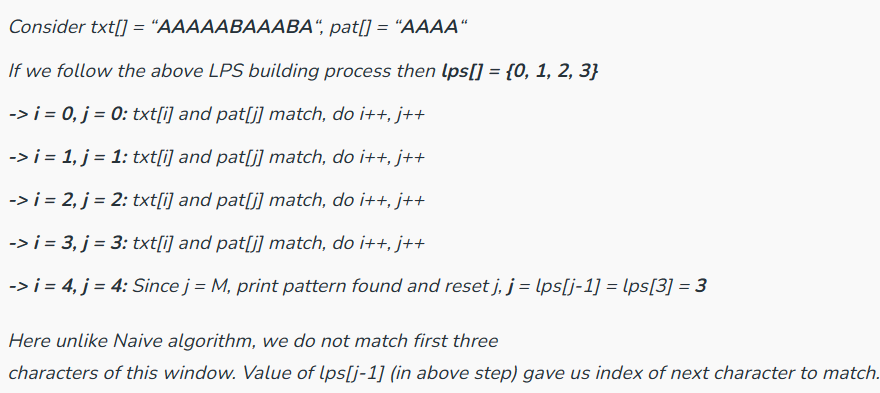 Consider txt[] = “AAAAABAAABA“, pat[] = “AAAA“
If we follow the above LPS building process then lps[] = {0, 1, 2, 3}
-> i = 0, j = 0: txt[i] and pat[j] match, do i++, j++
-> i = 1, j = 1: txt[i] and pat[j] match, do i++, j++
-> i = 2, j = 2: txt[i] and pat[j] match, do i++, j++
-> i = 3, j = 3: txt[i] and pat[j] match, do i++, j++
-> i = 4, j = 4: Since j = M, print pattern found and reset j, j = lps[j-1] = lps[3] = 3
Here unlike Naive algorithm, we do not match first three
characters of this window. Value of lps[j-1] (in above step) gave us index of next character to match.